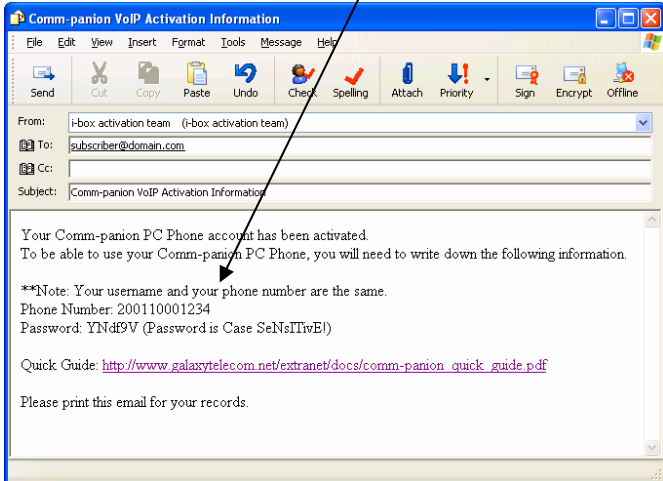 Comm-panion VoIP Activation Information
File Edit View Insert Format Tools Message Help
Send Cut Copy Paste Undo Check Spelling Attach Priority Sign Encrypt Offline
From: i-box activation team (i-box activation team)
To: subscriber@domain.com
Cc:
Subject: Comm-panion VoIP Activation Information
Your Comm-panion PC Phone account has been activated.
To be able to use your Comm-panion PC Phone, you will need to write down the following information.
**Note: Your username and your phone number are the same.
Phone Number: 200110001234
Password: YNdf9V (Password is Case SeNsITivE!)
Quick Guide: http://www.galaxytelecom.net/extranet/docs/comm-panion_quick_guide.pdf
Please print this email for your records.